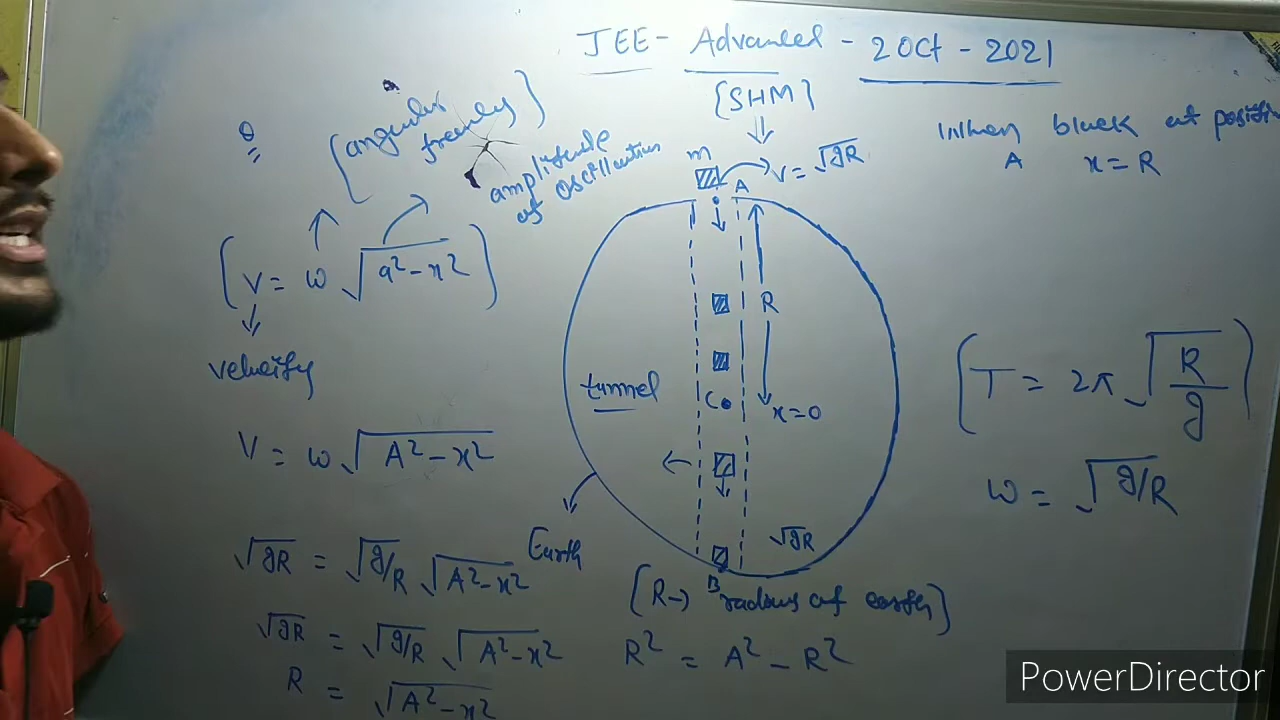 JEE - Advanced - 2 Oct - 2021
[SHM]
⇓
When block at position
A x = R
Q
(angular
frequency)
amplitude
of oscillation
m
v = √gR
A
(v = ω √a² - x²)
velocity
R
(T = 2π √R/g)
tunnel
C
x = 0
V = ω √A² - x²
ω = √g/R
√gR
Earth
√gR = √g/R √A² - x²
B
(R → radius of earth)
√gR = √g/R √A² - x²
R² = A² - R²
R = √A² - x²
PowerDirector